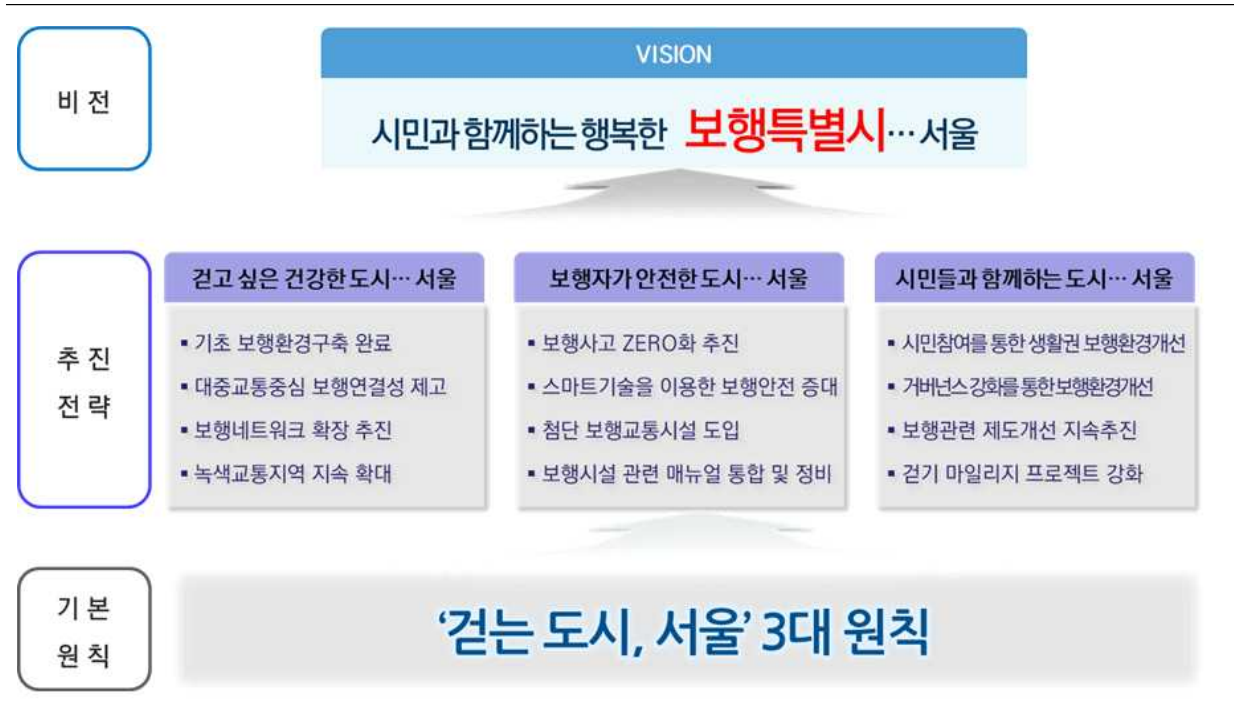 비 전
VISION
시민과 함께하는 행복한 보행특별시… 서울
추 진
전 략
걷고 싶은 건강한 도시… 서울
▪ 기초 보행환경구축 완료
▪ 대중교통중심 보행연결성 제고
▪ 보행네트워크 확장 추진
▪ 녹색교통지역 지속 확대
보행자가 안전한 도시… 서울
▪ 보행사고 ZERO화 추진
▪ 스마트기술을 이용한 보행안전 증대
▪ 첨단 보행교통시설 도입
▪ 보행시설 관련 매뉴얼 통합 및 정비
시민들과 함께하는 도시… 서울
▪ 시민참여를 통한 생활권 보행환경개선
▪ 거버넌스 강화를 통한 보행환경개선
▪ 보행관련 제도개선 지속추진
▪ 걷기 마일리지 프로젝트 강화
기 본
원 칙
‘걷는 도시, 서울’ 3대 원칙